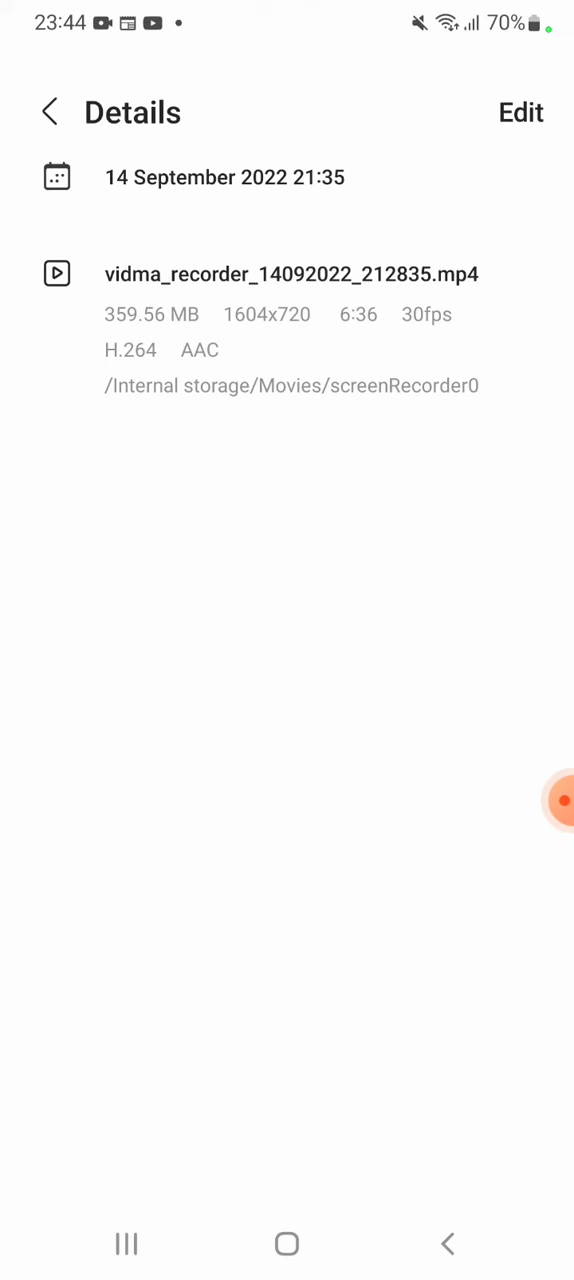 23:44 70%
Details Edit
14 September 2022 21:35
vidma_recorder_14092022_212835.mp4
359.56 MB 1604x720 6:36 30fps
H.264 AAC
/Internal storage/Movies/screenRecorder0